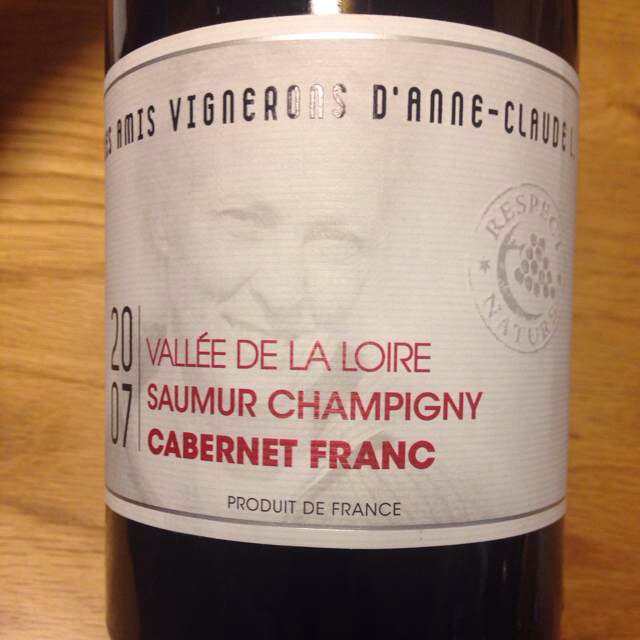 AMIS VIGNERONS D'ANNE-CLAUDE L
RESPECT
NATURE
20
07
VALLÉE DE LA LOIRE
SAUMUR CHAMPIGNY
CABERNET FRANC
PRODUIT DE FRANCE